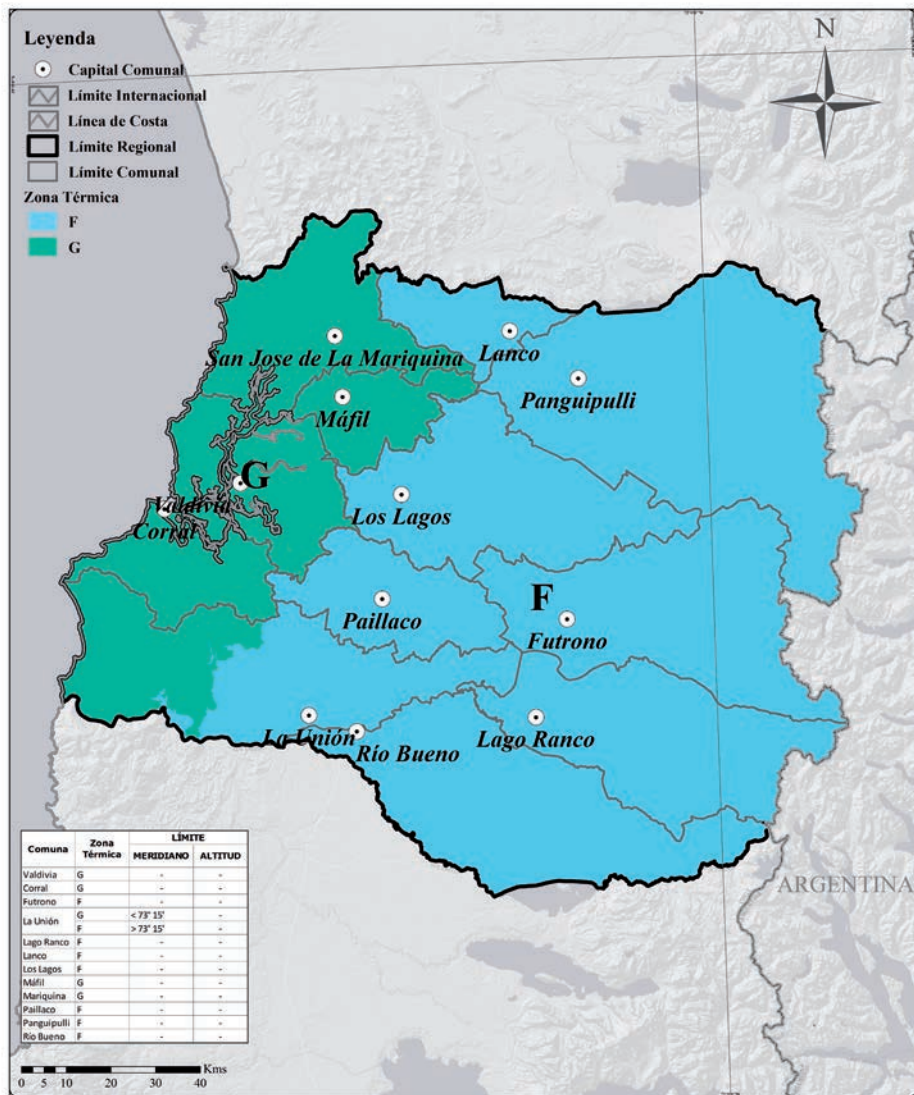 Leyenda
Capital Comunal
Límite Internacional
Línea de Costa
Límite Regional
Límite Comunal
Zona Térmica
F
G
N
San Jose de La Mariquina
Lanco
Panguipulli
Máfil
G
Valdivia
Corral
Los Lagos
Paillaco
F
Futrono
La Unión
Río Bueno
Lago Ranco
ARGENTINA
Comuna Zona Térmica LÍMITE
MERIDIANO ALTITUD
Valdivia G - -
Corral G - -
Futrono F - -
La Unión G < 73° 15' -
F > 73° 15' -
Lago Ranco F - -
Lanco F - -
Los Lagos F - -
Máfil G - -
Mariquina G - -
Paillaco F - -
Panguipulli F - -
Río Bueno F - -
0 5 10 20 30 40 Kms